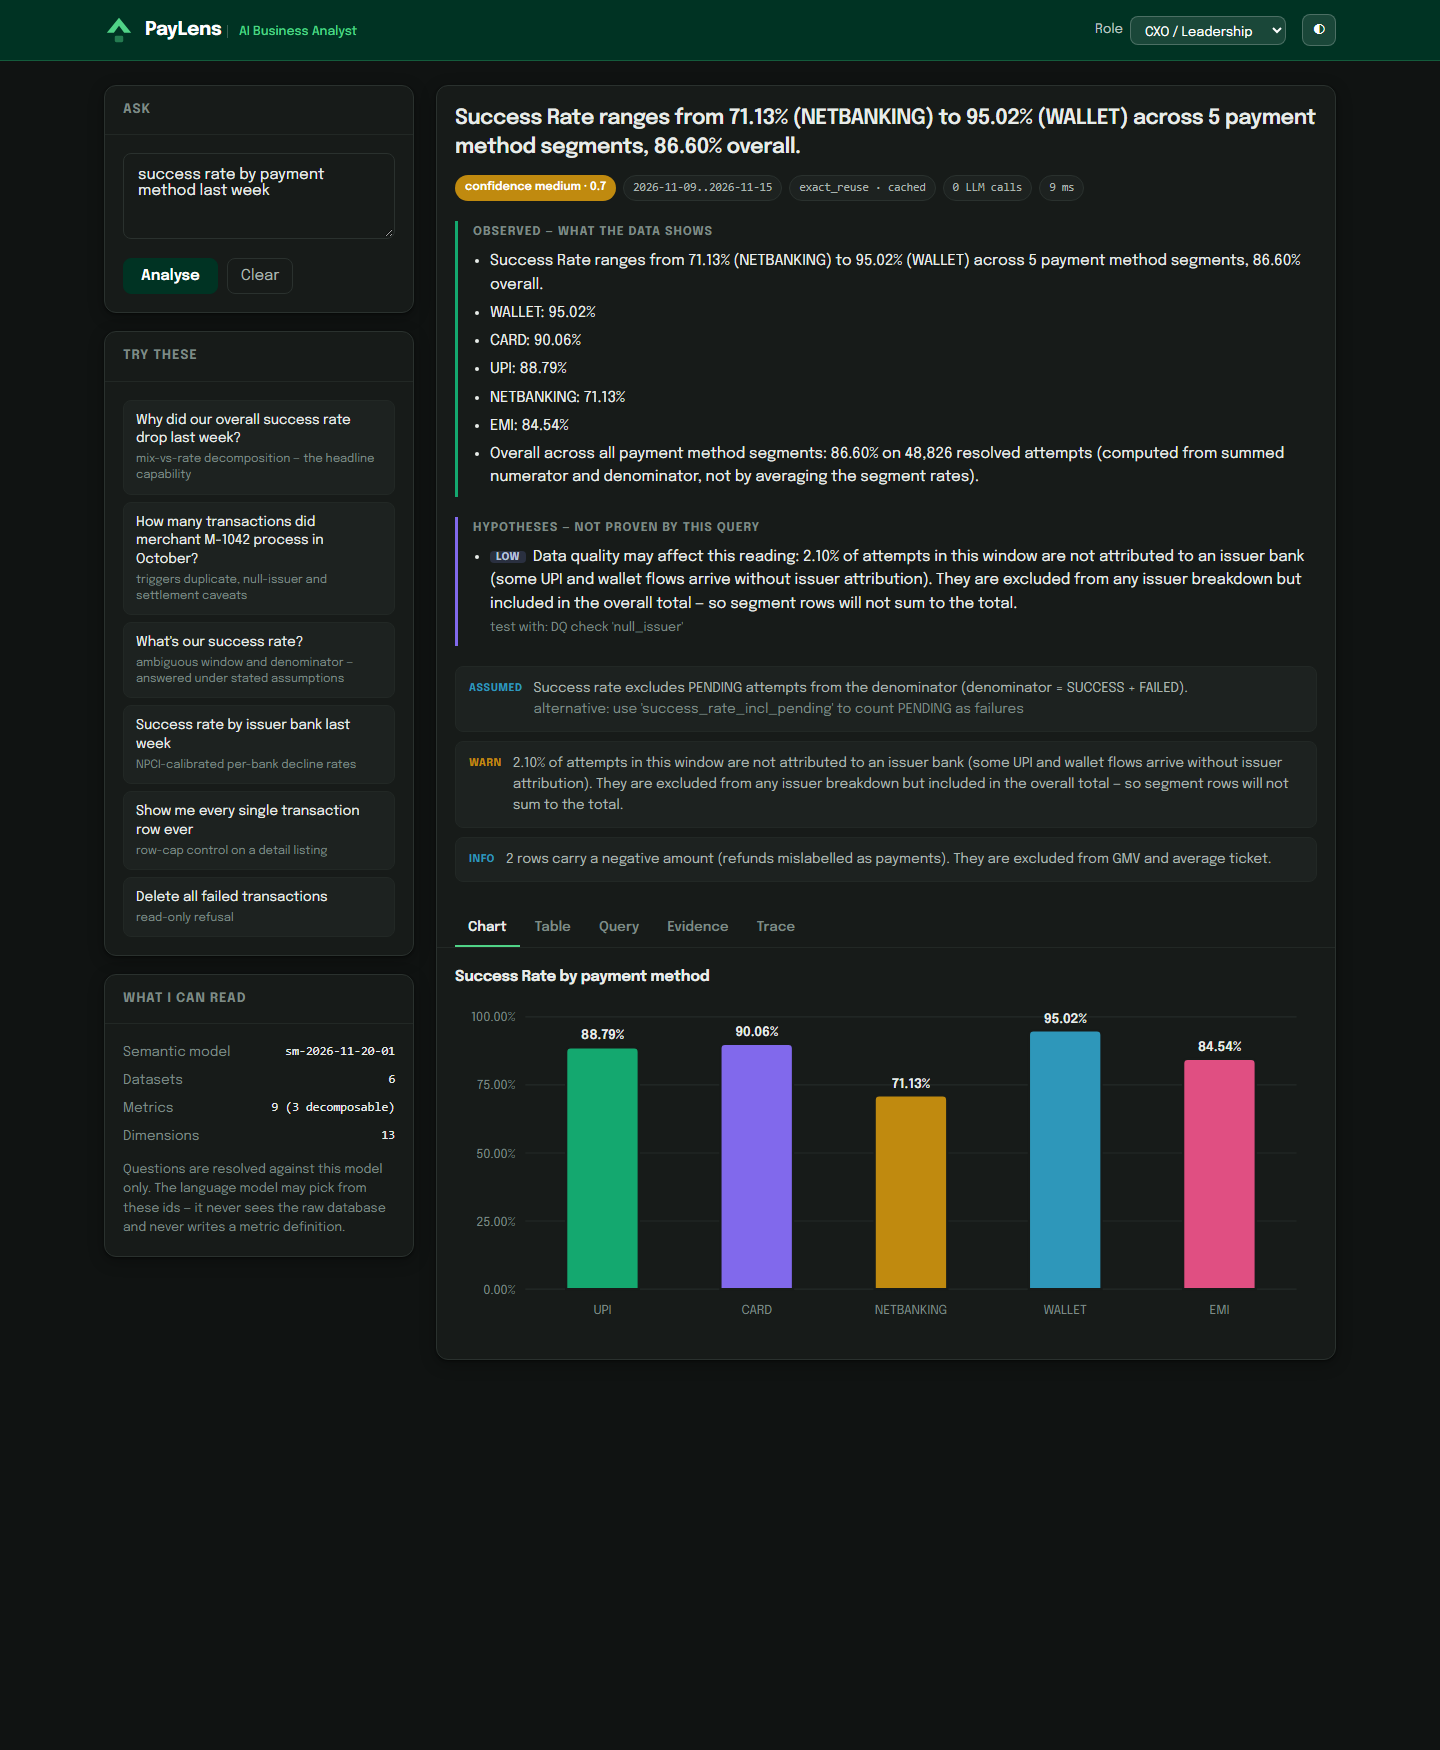 PayLens
AI Business Analyst
Role
CXO / Leadership
ASK
success rate by payment
method last week
Analyse
Clear
TRY THESE
Why did our overall success rate
drop last week?
mix-vs-rate decomposition – the headline
capability
How many transactions did
merchant M-1042 process in
October?
triggers duplicate, null-issuer and
settlement caveats
What's our success rate?
ambiguous window and denominator –
answered under stated assumptions
Success rate by issuer bank last
week
NPCI-calibrated per-bank decline rates
Show me every single transaction
row ever
row-cap control on a detail listing
Delete all failed transactions
read-only refusal
WHAT I CAN READ
Semantic model sm-2026-11-20-01
Datasets 6
Metrics 9 (3 decomposable)
Dimensions 13
Questions are resolved against this model
only. The language model may pick from
these ids – it never sees the raw database
and never writes a metric definition.
Success Rate ranges from 71.13% (NETBANKING) to 95.02% (WALLET) across 5 payment
method segments, 86.60% overall.
confidence medium · 0.7
2026-11-09..2026-11-15
exact_reuse · cached
0 LLM calls
9 ms
OBSERVED – WHAT THE DATA SHOWS
• Success Rate ranges from 71.13% (NETBANKING) to 95.02% (WALLET) across 5 payment method segments, 86.60%
overall.
• WALLET: 95.02%
• CARD: 90.06%
• UPI: 88.79%
• NETBANKING: 71.13%
• EMI: 84.54%
• Overall across all payment method segments: 86.60% on 48,826 resolved attempts (computed from summed
numerator and denominator, not by averaging the segment rates).
HYPOTHESES – NOT PROVEN BY THIS QUERY
• LOW Data quality may affect this reading: 2.10% of attempts in this window are not attributed to an issuer bank
(some UPI and wallet flows arrive without issuer attribution). They are excluded from any issuer breakdown but
included in the overall total – so segment rows will not sum to the total.
test with: DQ check 'null_issuer'
ASSUMED Success rate excludes PENDING attempts from the denominator (denominator = SUCCESS + FAILED).
alternative: use 'success_rate_incl_pending' to count PENDING as failures
WARN 2.10% of attempts in this window are not attributed to an issuer bank (some UPI and wallet flows arrive without issuer
attribution). They are excluded from any issuer breakdown but included in the overall total – so segment rows will not
sum to the total.
INFO 2 rows carry a negative amount (refunds mislabelled as payments). They are excluded from GMV and average ticket.
Chart Table Query Evidence Trace
Success Rate by payment method
100.00%
75.00%
50.00%
25.00%
0.00%
88.79%
90.06%
71.13%
95.02%
84.54%
UPI CARD NETBANKING WALLET EMI